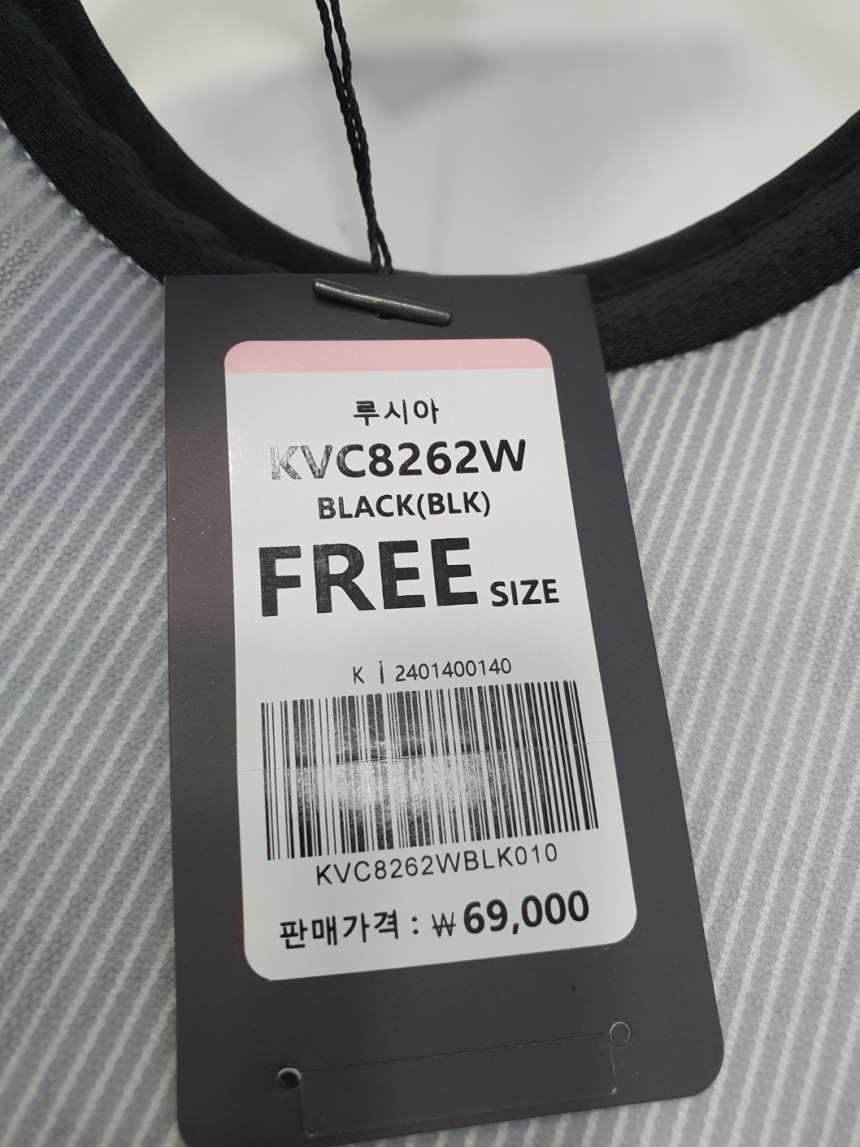 루시아
KVC8262W
BLACK(BLK)
FREE SIZE
K i 2401400140
KVC8262WBLK010
판매가격 : ₩ 69,000